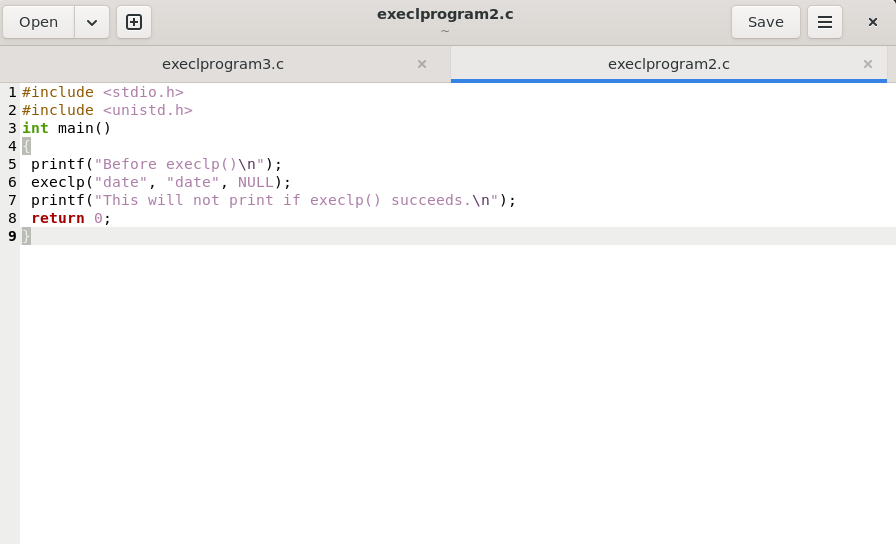 Open
execlprogram2.c
~
Save
execlprogram3.c
execlprogram2.c
1 #include <stdio.h>
2 #include <unistd.h>
3 int main()
4 {
5  printf("Before execlp()\n");
6  execlp("date", "date", NULL);
7  printf("This will not print if execlp() succeeds.\n");
8  return 0;
9 }